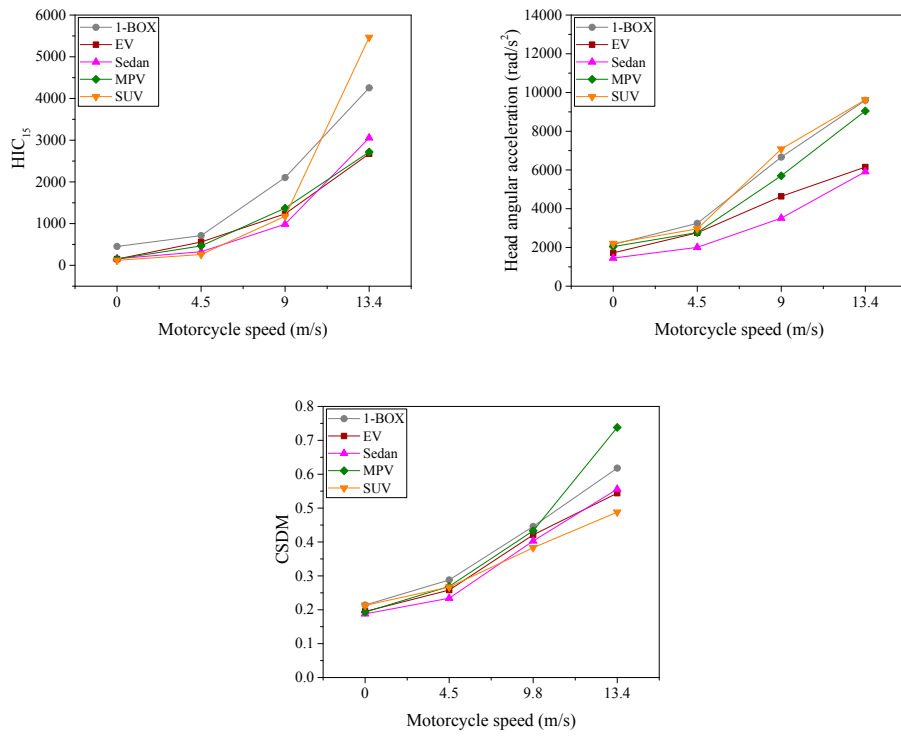 6000
5000
4000
3000
2000
1000
0
HIC15
1-BOX
EV
Sedan
MPV
SUV
0 4.5 9 13.4
Motorcycle speed (m/s)
14000
12000
10000
8000
6000
4000
2000
0
Head angular acceleration (rad/s²)
1-BOX
EV
Sedan
MPV
SUV
0 4.5 9 13.4
Motorcycle speed (m/s)
0.8
0.7
0.6
0.5
0.4
0.3
0.2
0.1
0.0
CSDM
1-BOX
EV
Sedan
MPV
SUV
0 4.5 9.8 13.4
Motorcycle speed (m/s)